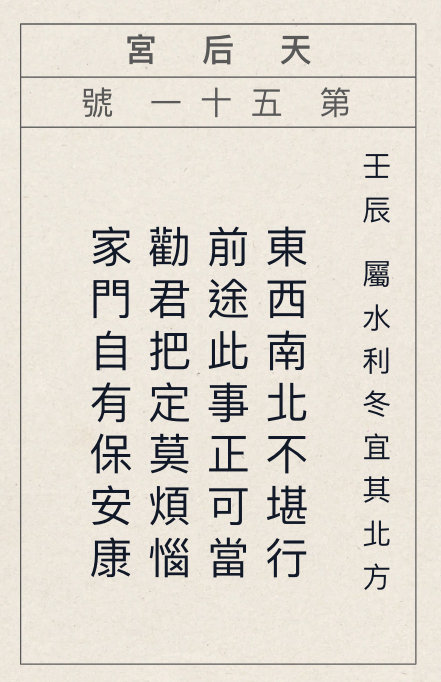 天后宮
第五十一號
壬辰 屬水利冬宜其北方
東西南北不堪行
前途此事正可當
勸君把定莫煩惱
家門自有保安康